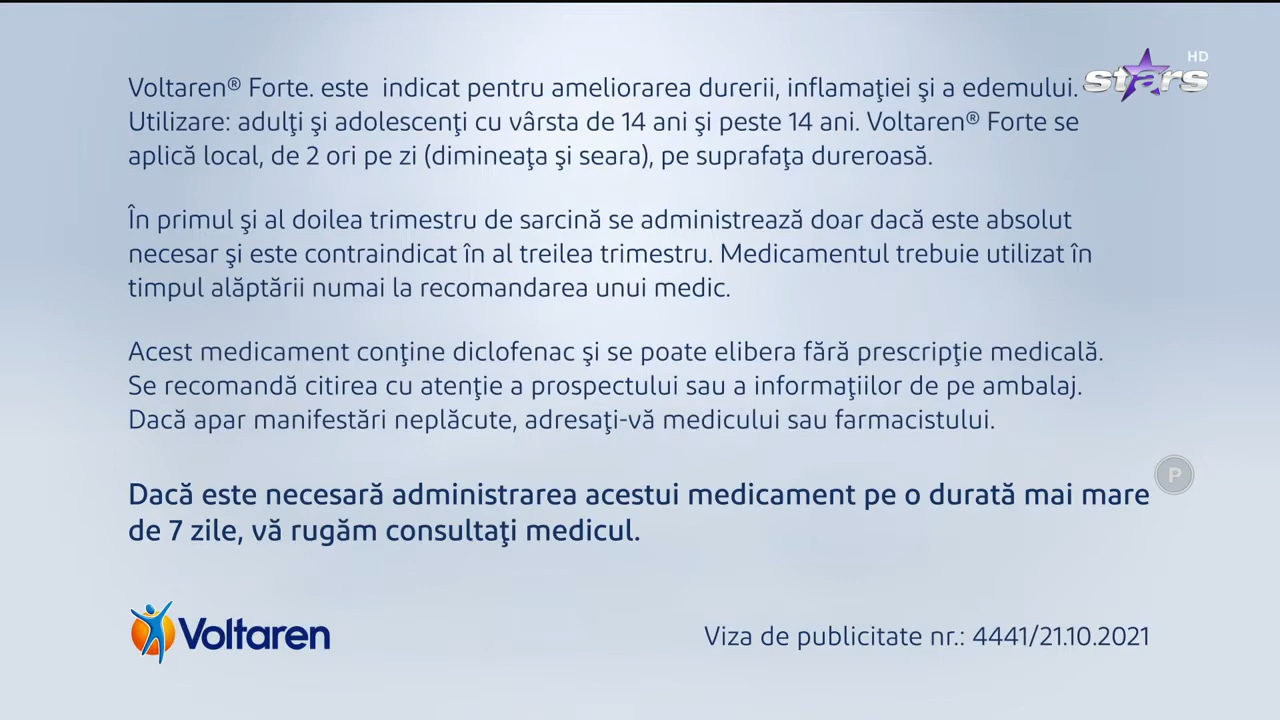 HD
stars
Voltaren® Forte. este  indicat pentru ameliorarea durerii, inflamaţiei şi a edemului.
Utilizare: adulţi şi adolescenţi cu vârsta de 14 ani şi peste 14 ani. Voltaren® Forte se
aplică local, de 2 ori pe zi (dimineaţa şi seara), pe suprafaţa dureroasă.
În primul şi al doilea trimestru de sarcină se administrează doar dacă este absolut
necesar şi este contraindicat în al treilea trimestru. Medicamentul trebuie utilizat în
timpul alăptării numai la recomandarea unui medic.
Acest medicament conţine diclofenac şi se poate elibera fără prescripţie medicală.
Se recomandă citirea cu atenţie a prospectului sau a informaţiilor de pe ambalaj.
Dacă apar manifestări neplăcute, adresaţi-vă medicului sau farmacistului.
P
Dacă este necesară administrarea acestui medicament pe o durată mai mare
de 7 zile, vă rugăm consultaţi medicul.
Voltaren
Viza de publicitate nr.: 4441/21.10.2021